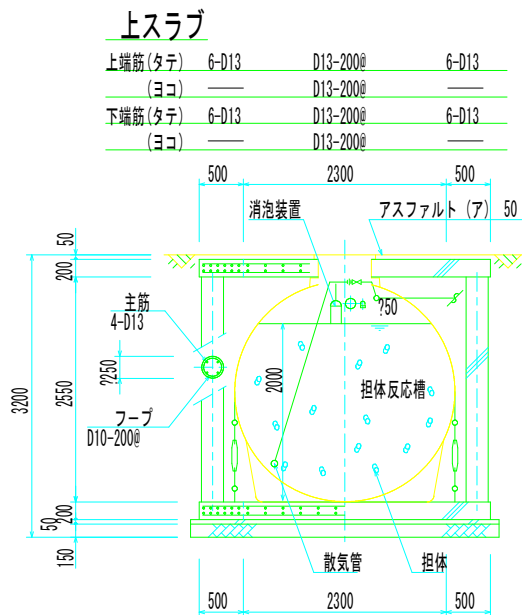 上スラブ
上端筋(タテ) 6-D13 D13-200@ 6-D13
(ヨコ) ── D13-200@ ──
下端筋(タテ) 6-D13 D13-200@ 6-D13
(ヨコ) ── D13-200@ ──
500 2300 500
消泡装置 アスファルト (ア) 50
50
200
主筋
4-D13
?50
?250
3200
2550
2000
担体反応槽
フープ
D10-200@
200
50
150
散気管 担体
500 2300 500